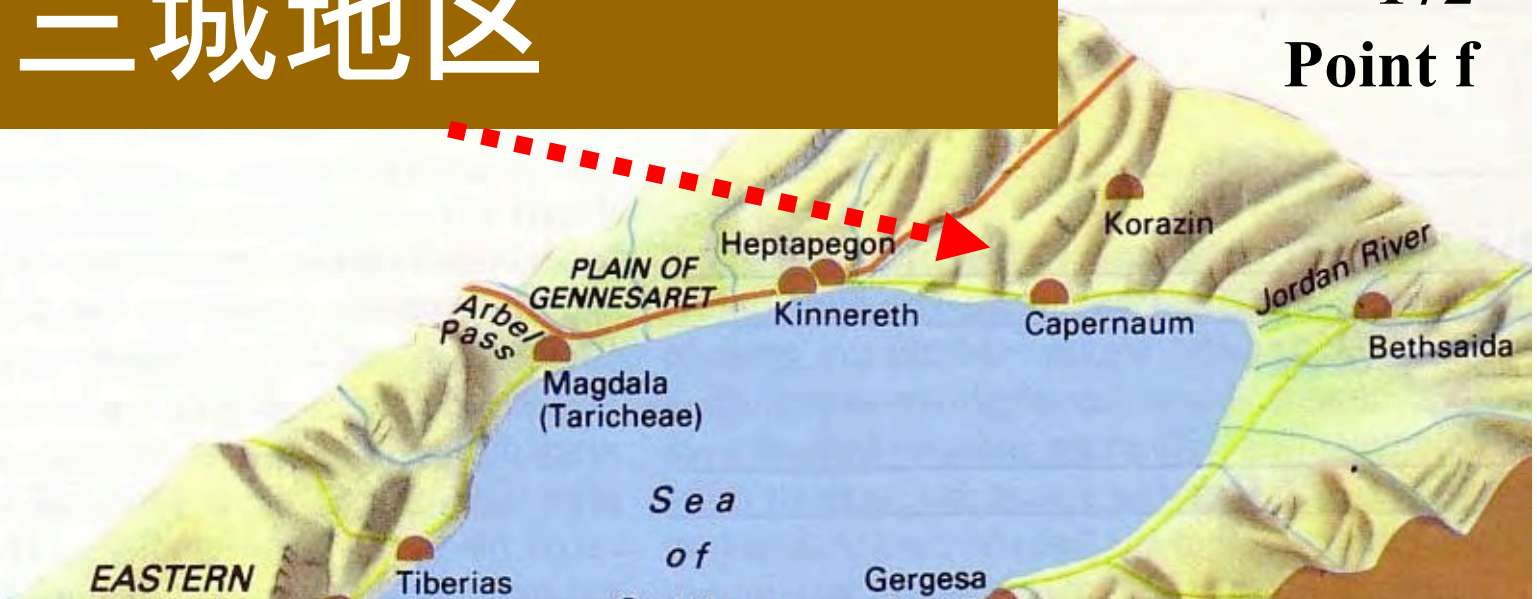 三城地区
Point f
Korazin
Heptapegon
Jordan River
PLAIN OF
GENNESARET
Arbel
Pass
Kinnereth
Capernaum
Bethsaida
Magdala
(Taricheae)
Sea
of
EASTERN
Tiberias
Gergesa